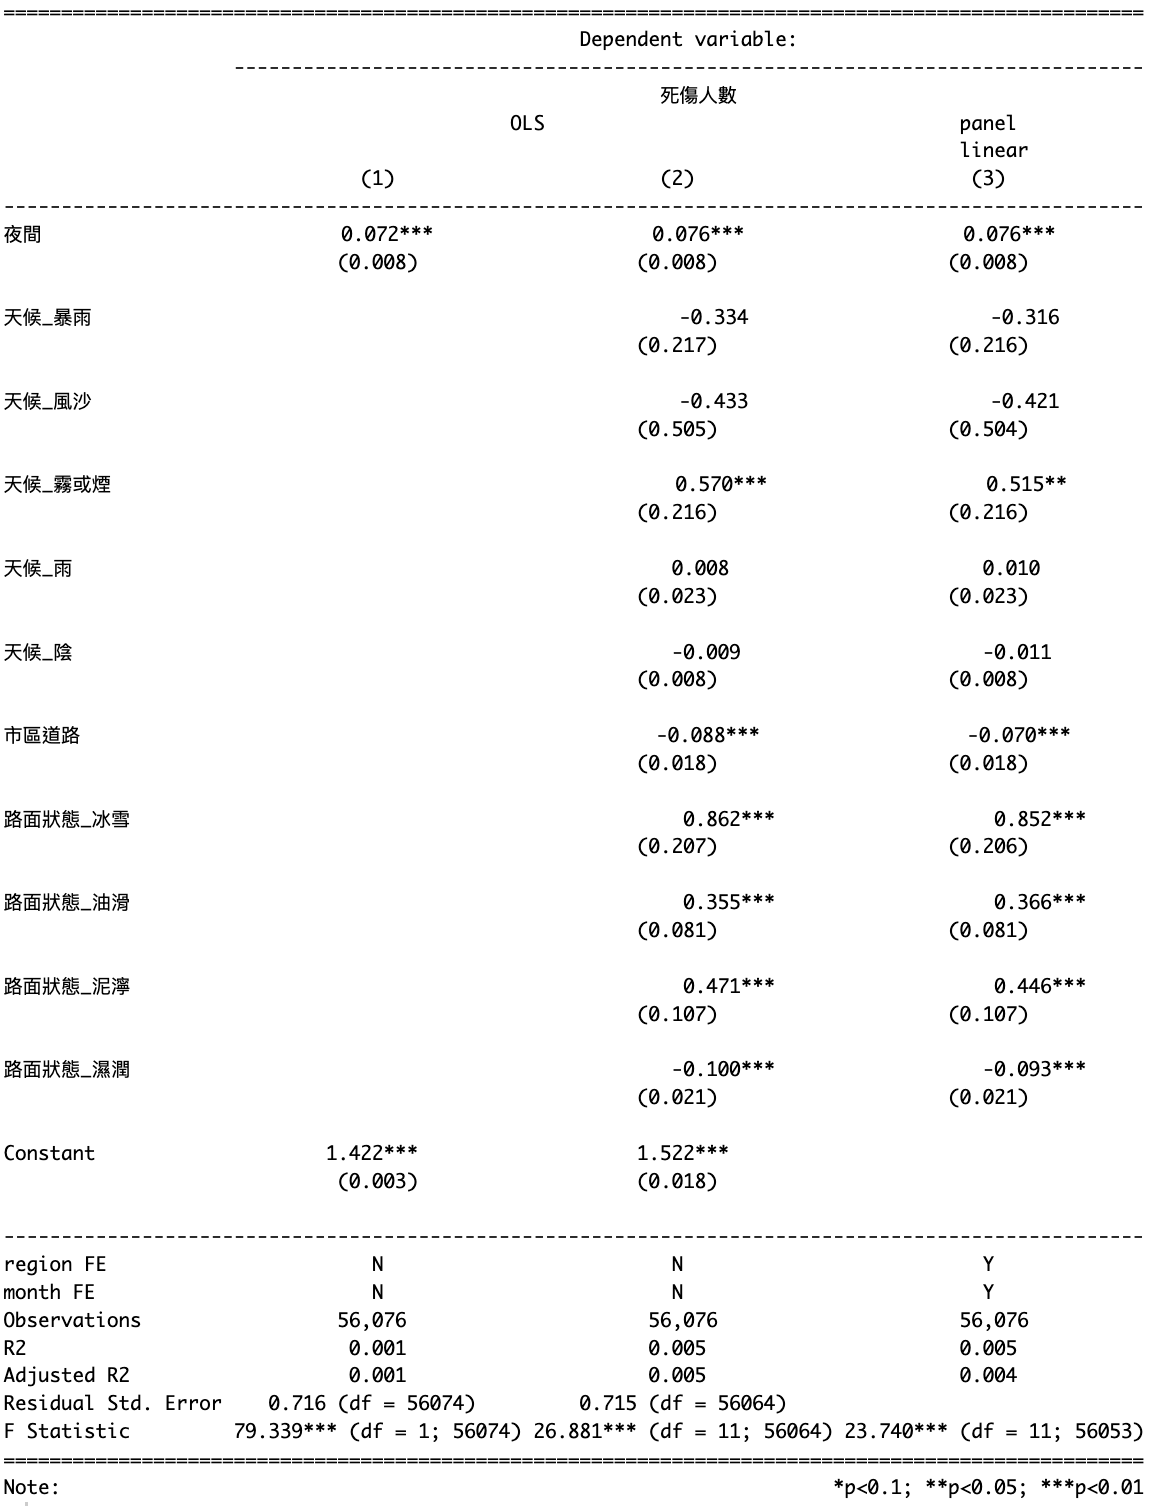 Dependent variable:
死傷人數
OLS panel
linear
(1) (2) (3)
夜間 0.072*** 0.076*** 0.076***
(0.008) (0.008) (0.008)
天候_暴雨 -0.334 -0.316
(0.217) (0.216)
天候_風沙 -0.433 -0.421
(0.505) (0.504)
天候_霧或煙 0.570*** 0.515**
(0.216) (0.216)
天候_雨 0.008 0.010
(0.023) (0.023)
天候_陰 -0.009 -0.011
(0.008) (0.008)
市區道路 -0.088*** -0.070***
(0.018) (0.018)
路面狀態_冰雪 0.862*** 0.852***
(0.207) (0.206)
路面狀態_油滑 0.355*** 0.366***
(0.081) (0.081)
路面狀態_泥濘 0.471*** 0.446***
(0.107) (0.107)
路面狀態_濕潤 -0.100*** -0.093***
(0.021) (0.021)
Constant 1.422*** 1.522***
(0.003) (0.018)
region FE N N Y
month FE N N Y
Observations 56,076 56,076 56,076
R2 0.001 0.005 0.005
Adjusted R2 0.001 0.005 0.004
Residual Std. Error 0.716 (df = 56074) 0.715 (df = 56064)
F Statistic 79.339*** (df = 1; 56074) 26.881*** (df = 11; 56064) 23.740*** (df = 11; 56053)
Note: *p<0.1; **p<0.05; ***p<0.01